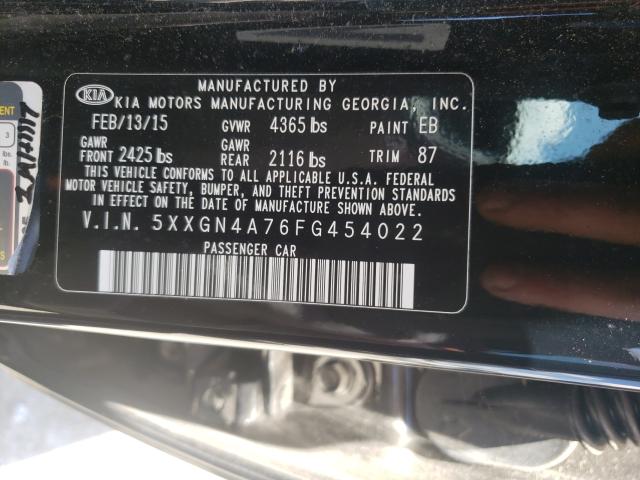 MANUFACTURED BY
KIA KIA MOTORS MANUFACTURING GEORGIA, INC.
FEB/13/15 GVWR 4365 lbs PAINT EB
GAWR FRONT 2425 lbs GAWR REAR 2116 lbs TRIM 87
THIS VEHICLE CONFORMS TO ALL APPLICABLE U.S.A. FEDERAL
MOTOR VEHICLE SAFETY, BUMPER, AND THEFT PREVENTION STANDARDS
IN EFFECT ON THE DATE OF MANUFACTURE SHOWN ABOVE.
V.I.N. 5XXGN4A76FG454022
PASSENGER CAR
3
lbs.